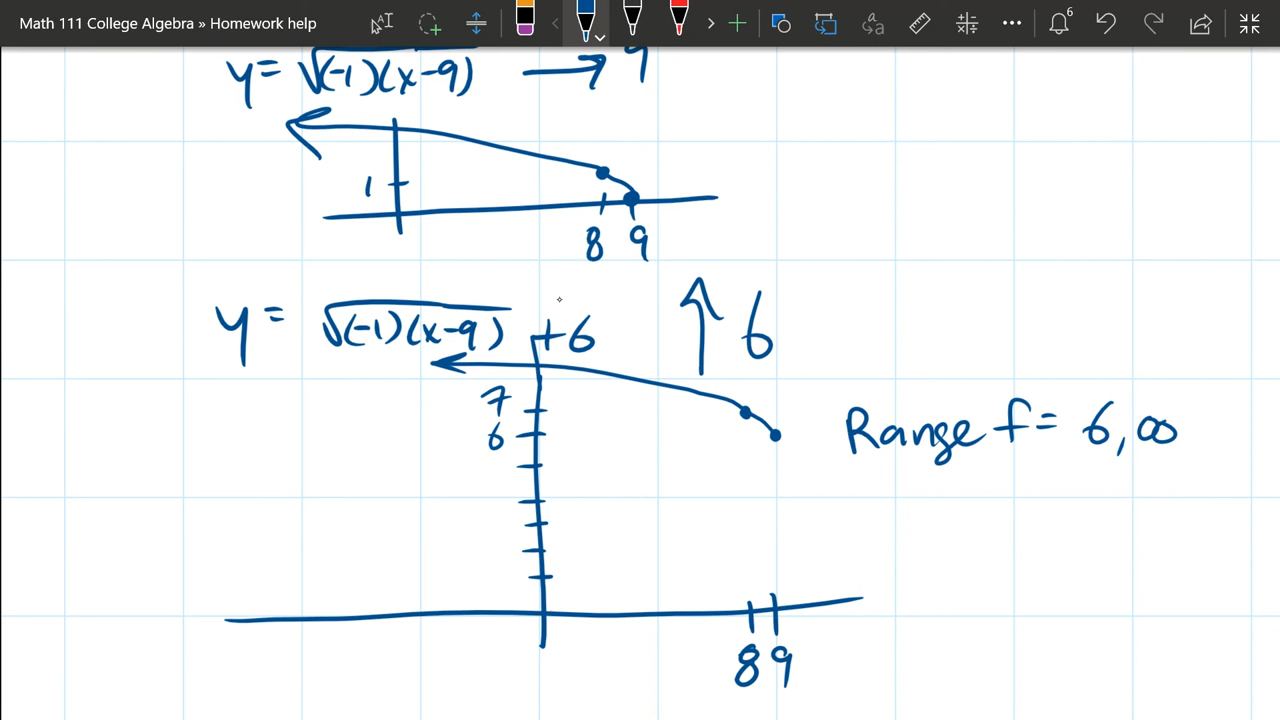 Math 111 College Algebra » Homework help
6
y = √(-1)(x-9) → 9
1
8 9
y = √(-1)(x-9) + 6 ↑ 6
7
6
Range f = 6, ∞
8 9